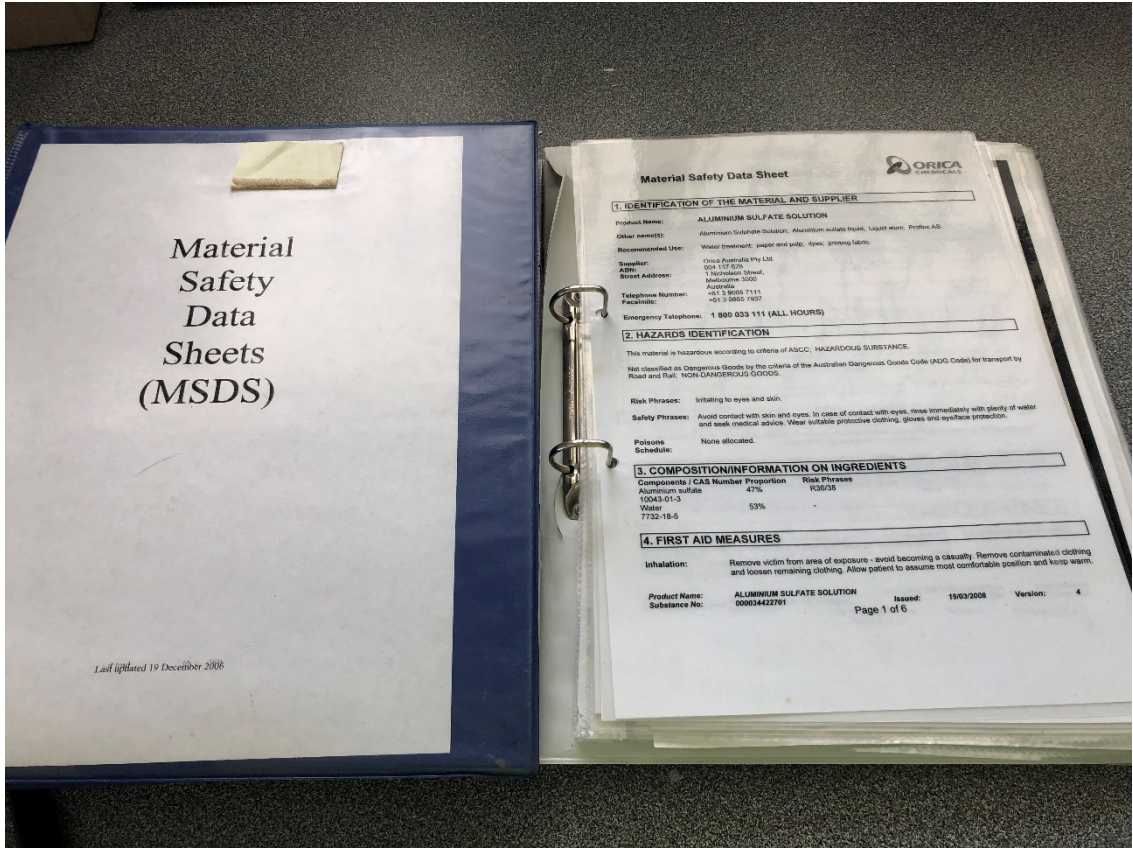 Material
Safety
Data
Sheets
(MSDS)
Last updated 19 December 2006
ORICA
CHEMICALS
Material Safety Data Sheet
1. IDENTIFICATION OF THE MATERIAL AND SUPPLIER
Product Name: ALUMINIUM SULFATE SOLUTION
Other name(s): Aluminium Sulphate Solution; Aluminium sulfate liquid; Liquid alum; Profloc AS.
Recommended Use: Water treatment; paper and pulp; dyes; printing fabric.
Supplier: Orica Australia Pty Ltd
ABN: 004 117 828
Street Address: 1 Nicholson Street,
Melbourne 3000
Australia
Telephone Number: +61 3 9665 7111
Facsimile: +61 3 9665 7937
Emergency Telephone: 1 800 033 111 (ALL HOURS)
2. HAZARDS IDENTIFICATION
This material is hazardous according to criteria of ASCC; HAZARDOUS SUBSTANCE.
Not classified as Dangerous Goods by the criteria of the Australian Dangerous Goods Code (ADG Code) for transport by
Road and Rail; NON-DANGEROUS GOODS.
Risk Phrases: Irritating to eyes and skin.
Safety Phrases: Avoid contact with skin and eyes. In case of contact with eyes, rinse immediately with plenty of water
and seek medical advice. Wear suitable protective clothing, gloves and eye/face protection.
Poisons None allocated.
Schedule:
3. COMPOSITION/INFORMATION ON INGREDIENTS
Components / CAS Number Proportion Risk Phrases
Aluminium sulfate 47% R36/38
10043-01-3
Water 53% -
7732-18-5
4. FIRST AID MEASURES
Inhalation: Remove victim from area of exposure - avoid becoming a casualty. Remove contaminated clothing
and loosen remaining clothing. Allow patient to assume most comfortable position and keep warm.
Product Name: ALUMINIUM SULFATE SOLUTION
Substance No: 000034422701 Issued: 19/03/2008 Version: 4
Page 1 of 6